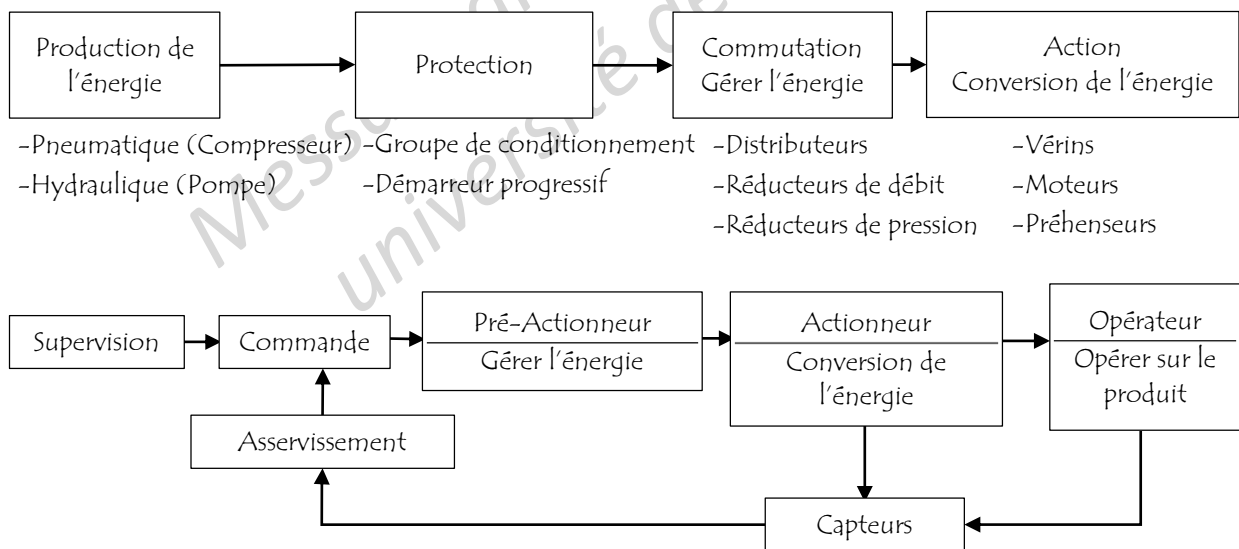 Production de
l'énergie
Protection
Commutation
Gérer l'énergie
Action
Conversion de l'énergie
-Pneumatique (Compresseur)
-Hydraulique (Pompe)
-Groupe de conditionnement
-Démarreur progressif
-Distributeurs
-Réducteurs de débit
-Réducteurs de pression
-Vérins
-Moteurs
-Préhenseurs
Supervision
Commande
Pré-Actionneur
Gérer l'énergie
Actionneur
Conversion de
l'énergie
Opérateur
Opérer sur le
produit
Asservissement
Capteurs
université